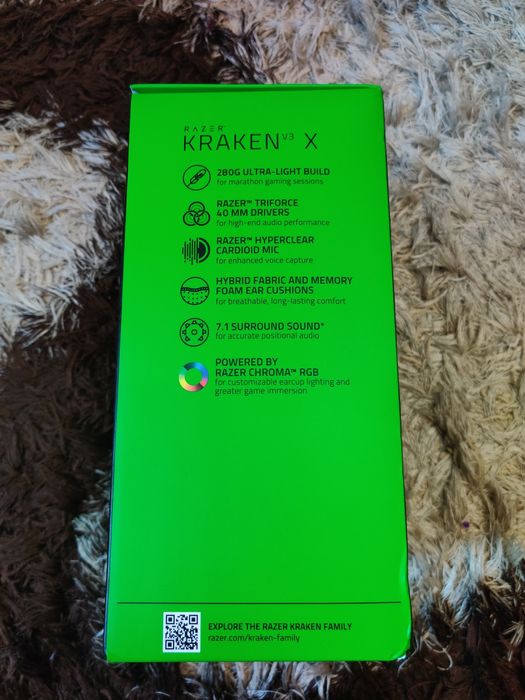 RAZER™
KRAKEN V3 X
280G ULTRA-LIGHT BUILD
for marathon gaming sessions
RAZER™ TRIFORCE
40 MM DRIVERS
for high-end audio performance
RAZER™ HYPERCLEAR
CARDIOID MIC
for enhanced voice capture
HYBRID FABRIC AND MEMORY
FOAM EAR CUSHIONS
for breathable, long-lasting comfort
7.1 SURROUND SOUND*
for accurate positional audio
POWERED BY
RAZER CHROMA™ RGB
for customizable earcup lighting and
greater game immersion
EXPLORE THE RAZER KRAKEN FAMILY
razer.com/kraken-family